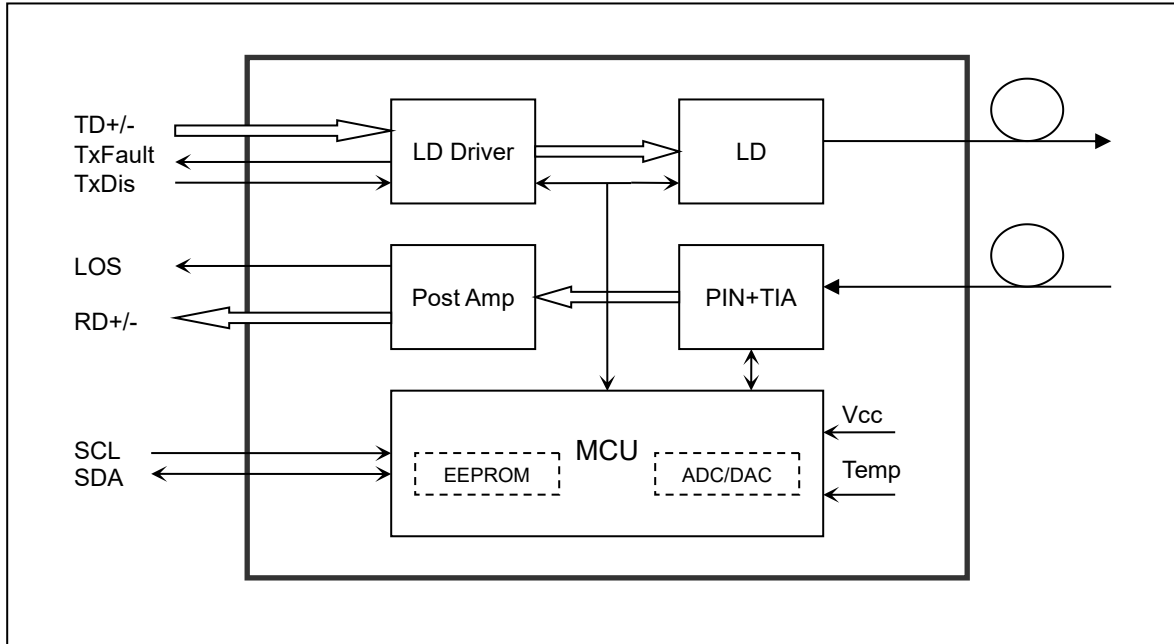 TD+/-
TxFault
TxDis
LD Driver
LD
LOS
RD+/-
Post Amp
PIN+TIA
SCL
SDA
MCU
EEPROM
ADC/DAC
Vcc
Temp